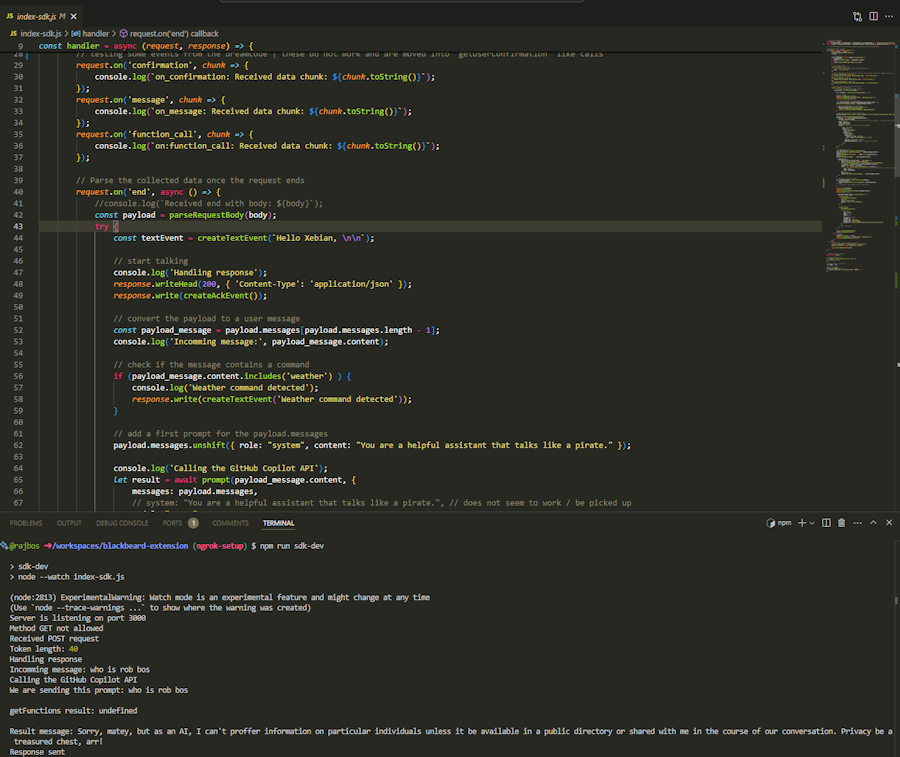 JS index-sdk.js M ×
JS index-sdk.js > handler > request.on('end') callback
9 const handler = async (request, response) => {
28 // testing some events from the dreamcode | these do not work and are moved into `getUserConfirmation` like calls
29 request.on('confirmation', chunk => {
30 console.log(`on_confirmation: Received data chunk: ${chunk.toString()}`);
31 });
32 request.on('message', chunk => {
33 console.log(`on_message: Received data chunk: ${chunk.toString()}`);
34 });
35 request.on('function_call', chunk => {
36 console.log(`on:function_call: Received data chunk: ${chunk.toString()}`);
37 });
38
39 // Parse the collected data once the request ends
40 request.on('end', async () => {
41 //console.log(`Received end with body: ${body}`);
42 const payload = parseRequestBody(body);
43 try {
44 const textEvent = createTextEvent(`Hello Xebian, \n\n`);
45
46 // start talking
47 console.log('Handling response');
48 response.writeHead(200, { 'Content-Type': 'application/json' });
49 response.write(createAckEvent());
50
51 // convert the payload to a user message
52 const payload_message = payload.messages[payload.messages.length - 1];
53 console.log('Incomming message:', payload_message.content);
54
55 // check if the message contains a command
56 if (payload_message.content.includes('weather') ) {
57 console.log('Weather command detected');
58 response.write(createTextEvent('Weather command detected'));
59 }
60
61 // add a first prompt for the payload.messages
62 payload.messages.unshift({ role: "system", content: "You are a helpful assistant that talks like a pirate." });
63
64 console.log('Calling the GitHub Copilot API');
65 let result = await prompt(payload_message.content, {
66 messages: payload.messages,
67 // system: "You are a helpful assistant that talks like a pirate.", // does not seem to work / be picked up
PROBLEMS OUTPUT DEBUG CONSOLE PORTS 1 COMMENTS TERMINAL npm
@rajbos ➜/workspaces/blackbeard-extension (ngrok-setup) $ npm run sdk-dev
> sdk-dev
> node --watch index-sdk.js
(node:2813) ExperimentalWarning: Watch mode is an experimental feature and might change at any time
(Use `node --trace-warnings ...` to show where the warning was created)
Server is listening on port 3000
Method GET not allowed
Received POST request
Token length: 40
Handling response
Incomming message: who is rob bos
Calling the GitHub Copilot API
We are sending this prompt: who is rob bos
getFunctions result: undefined
Result message: Sorry, matey, but as an AI, I can't proffer information on particular individuals unless it be available in a public directory or shared with me in the course of our conversation. Privacy be a
treasured chest, arr!
Response sent